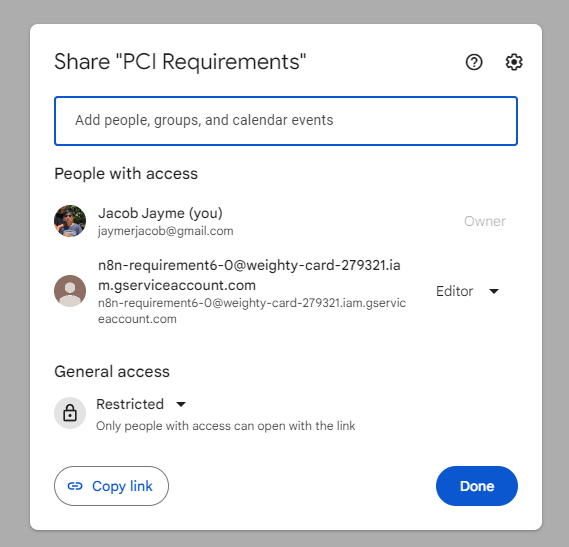 Share "PCI Requirements"
Add people, groups, and calendar events
People with access
Jacob Jayme (you)
jaymerjacob@gmail.com
Owner
n8n-requirement6-0@weighty-card-279321.ia
m.gserviceaccount.com
n8n-requirement6-0@weighty-card-279321.iam.gservic
eaccount.com
Editor
General access
Restricted
Only people with access can open with the link
Copy link
Done